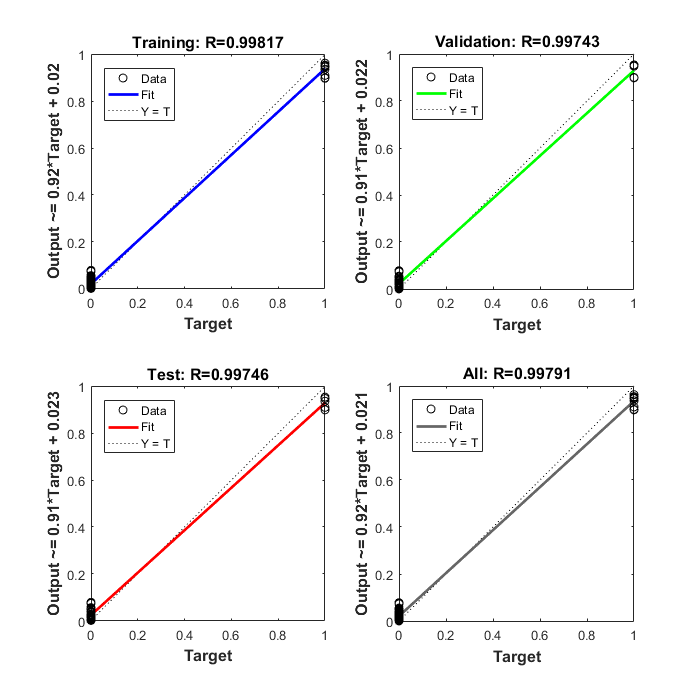 Training: R=0.99817
Output ~= 0.92*Target + 0.02
Data
Fit
Y = T
1
0.8
0.6
0.4
0.2
0
0 0.2 0.4 0.6 0.8 1
Target
Validation: R=0.99743
Output ~= 0.91*Target + 0.022
Data
Fit
Y = T
1
0.8
0.6
0.4
0.2
0
0 0.2 0.4 0.6 0.8 1
Target
Test: R=0.99746
Output ~= 0.91*Target + 0.023
Data
Fit
Y = T
1
0.8
0.6
0.4
0.2
0
0 0.2 0.4 0.6 0.8 1
Target
All: R=0.99791
Output ~= 0.92*Target + 0.021
Data
Fit
Y = T
1
0.8
0.6
0.4
0.2
0
0 0.2 0.4 0.6 0.8 1
Target